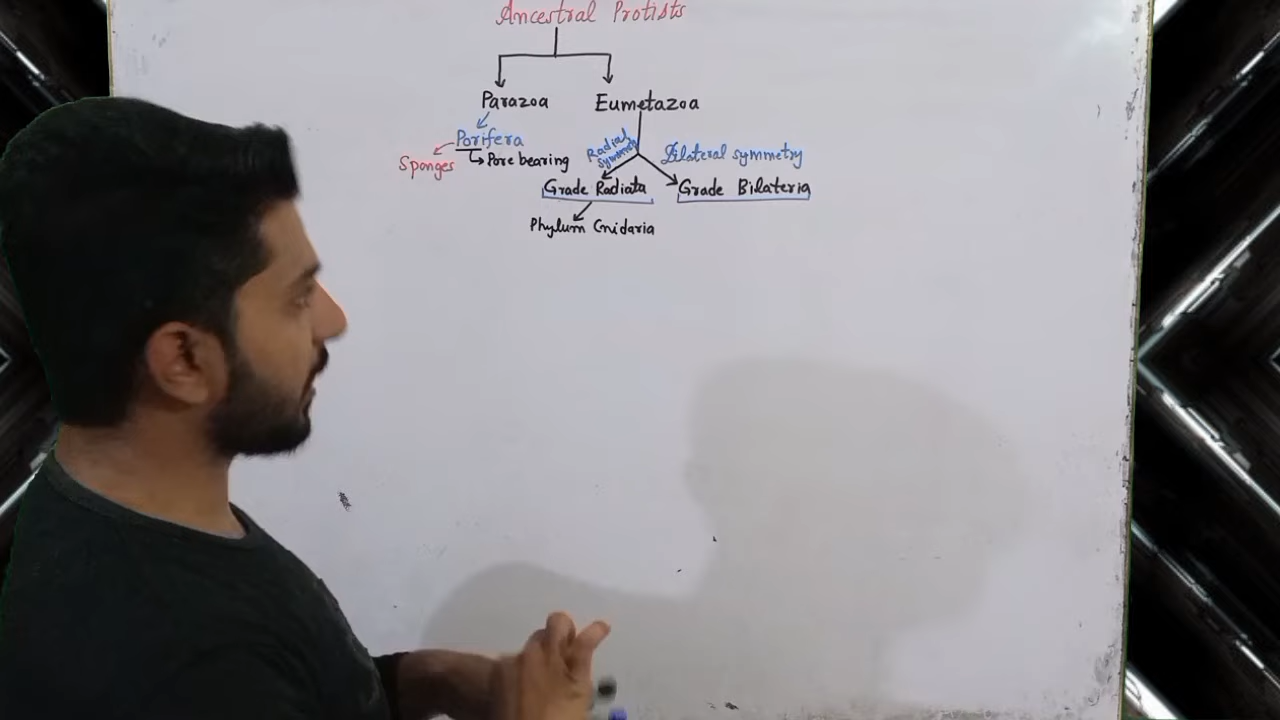 Ancestral Protists
Parazoa
Eumetazoa
Porifera
Sponges
Pore bearing
Radial symmetry
Bilateral symmetry
Grade Radiata
Grade Bilateria
Phylum Cnidaria